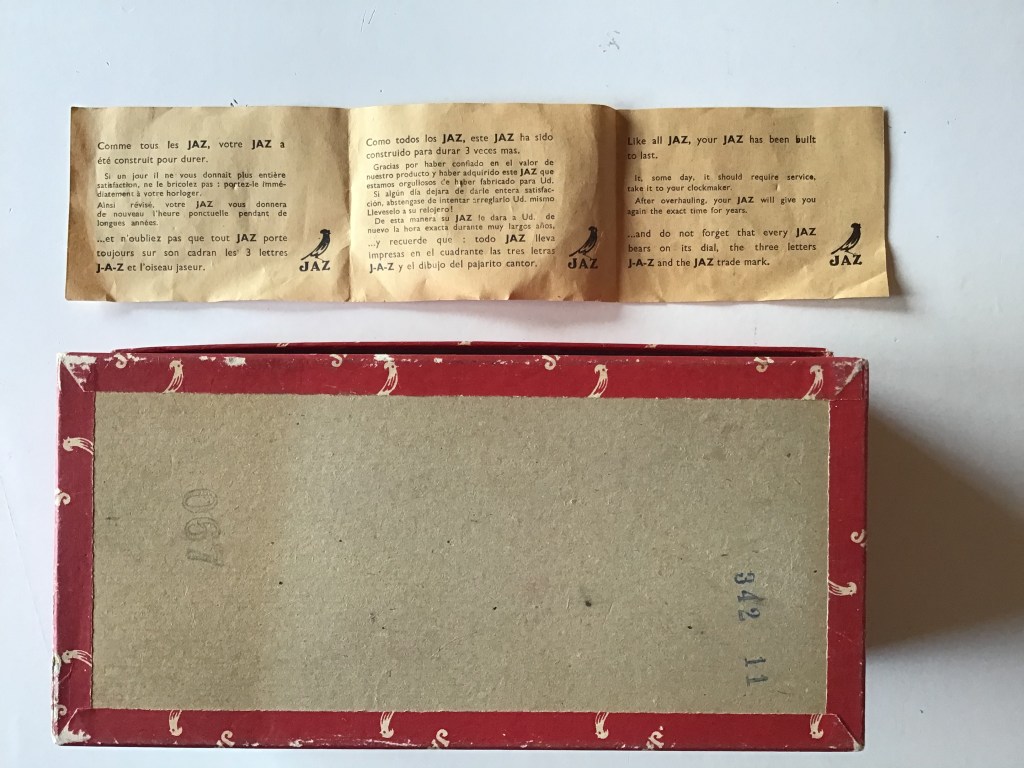 Comme tous les JAZ, votre JAZ a
été construit pour durer.
Si un jour il ne vous donnait plus entière
satisfaction, ne le bricolez pas : portez-le immé-
diatement à votre horloger.
Ainsi révisé, votre JAZ vous donnera
de nouveau l'heure ponctuelle pendant de
longues années.
...et n'oubliez pas que tout JAZ porte
toujours sur son cadran les 3 lettres
J-A-Z et l'oiseau jaseur.
JAZ
Como todos los JAZ, este JAZ ha sido
construido para durar 3 veces mas.
Gracias por haber confiado en el valor de
nuestro producto y haber adquirido este JAZ que
estamos orgullosos de haber fabricado para Ud.
Si algún día dejara de darle entera satisfac-
ción, absténgase de intentar arreglarlo Ud. mismo
Lleveselo a su relojero!
De esta manera su JAZ le dara a Ud. de
nuevo la hora exacta durante muy largos años,
...y recuerde que : todo JAZ lleva
impresas en el cuadrante las tres letras
J-A-Z y el dibujo del pajarito cantor.
JAZ
Like all JAZ, your JAZ has been built
to last.
It, some day, it should require service,
take it to your clockmaker.
After overhauling, your JAZ will give you
again the exact time for years.
...and do not forget that every JAZ
bears on its dial, the three letters
J-A-Z and the JAZ trade mark.
JAZ
067
342 11